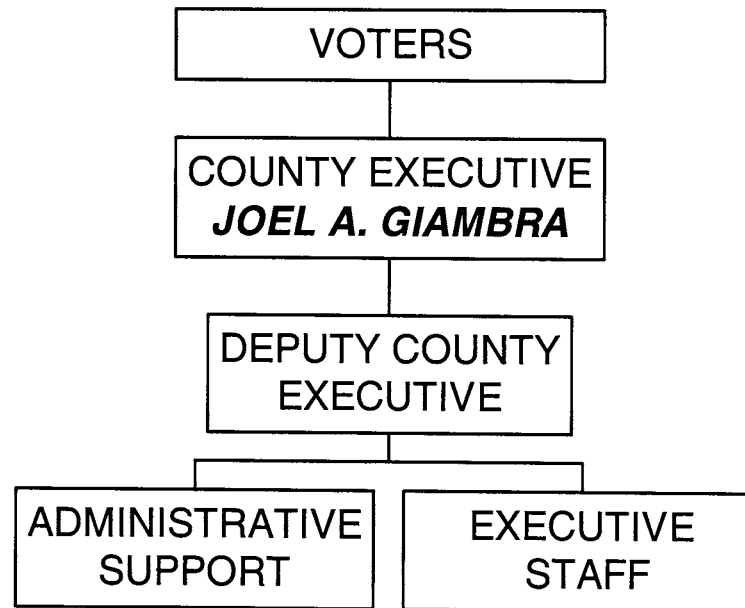 VOTERS
COUNTY EXECUTIVE
JOEL A. GIAMBRA
DEPUTY COUNTY
EXECUTIVE
ADMINISTRATIVE
SUPPORT
EXECUTIVE
STAFF